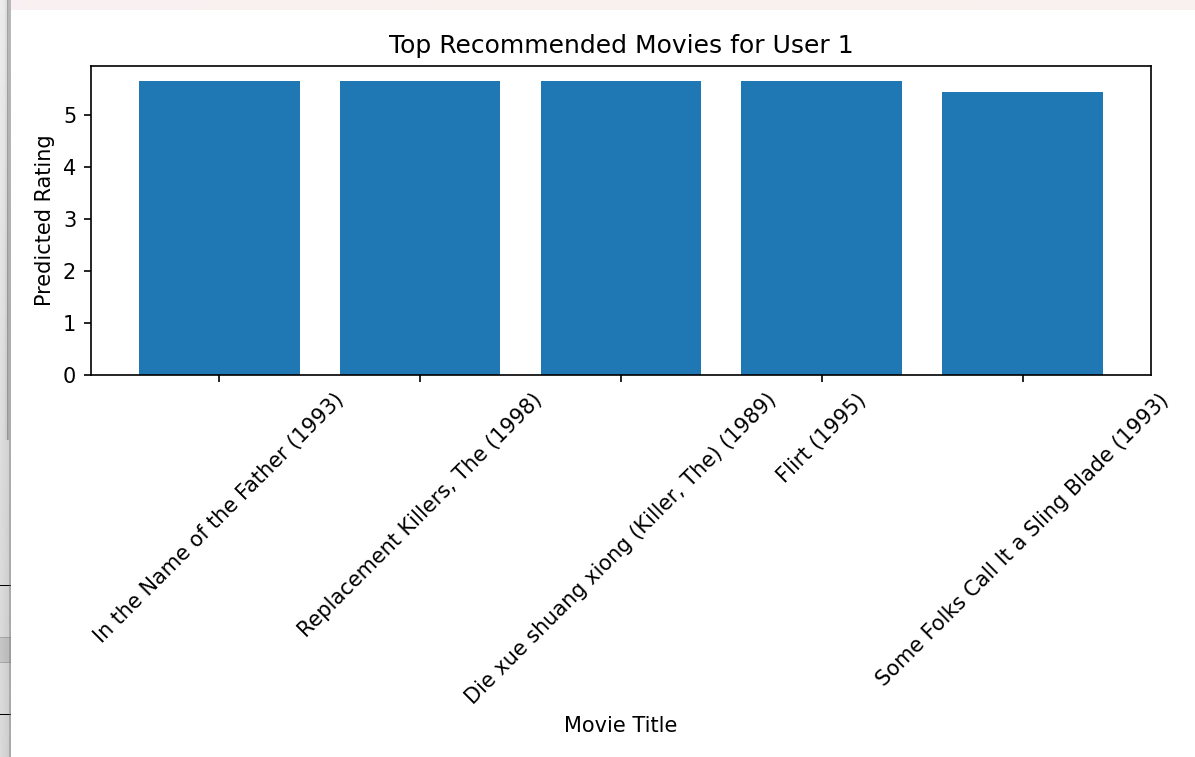 Top Recommended Movies for User 1
Predicted Rating
5
4
3
2
1
0
In the Name of the Father (1993)
Replacement Killers, The (1998)
Die xue shuang xiong (Killer, The) (1989)
Flirt (1995)
Some Folks Call It a Sling Blade (1993)
Movie Title